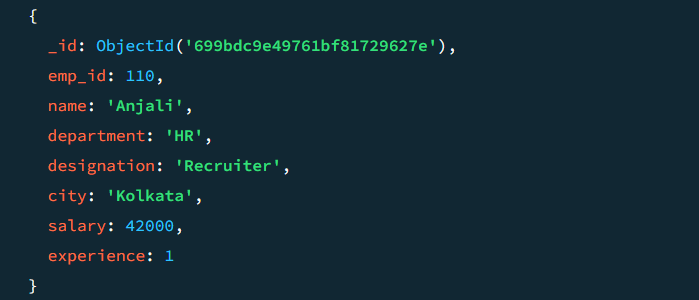 {
_id: ObjectId('699bdc9e49761bf81729627e'),
emp_id: 110,
name: 'Anjali',
department: 'HR',
designation: 'Recruiter',
city: 'Kolkata',
salary: 42000,
experience: 1
}